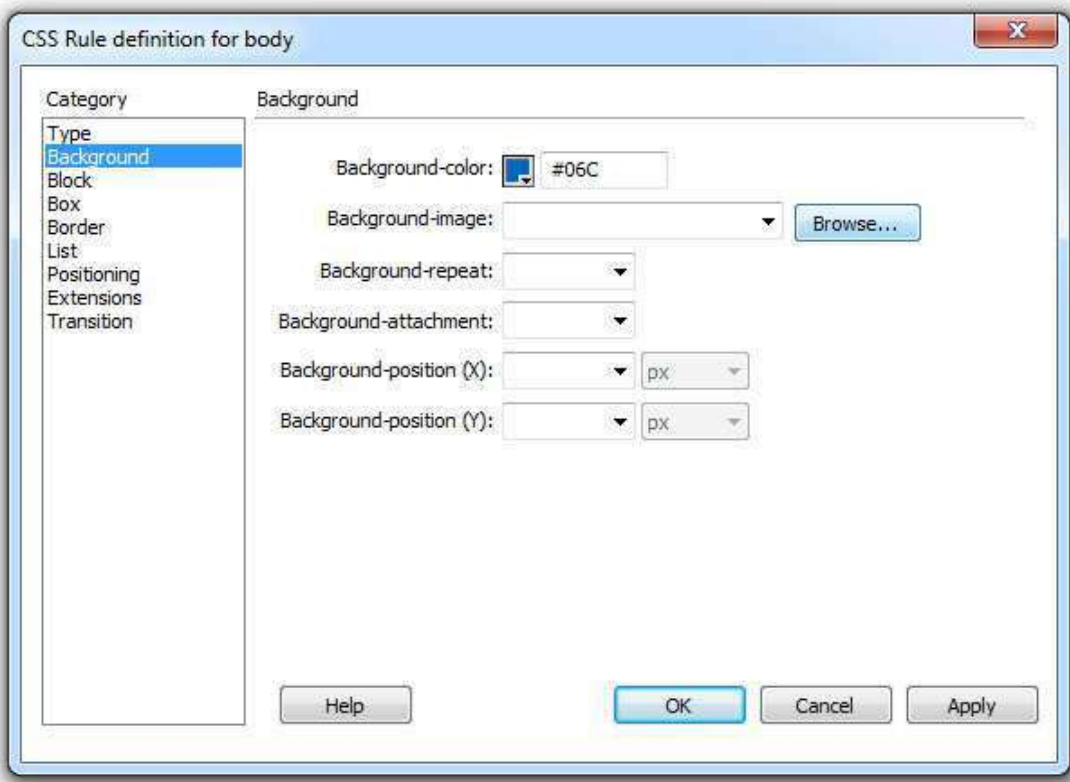 CSS Rule definition for body
Category
Type
Background
Block
Box
Border
List
Positioning
Extensions
Transition
Background
Background-color: #06C
Background-image: Browse...
Background-repeat:
Background-attachment:
Background-position (X): px
Background-position (Y): px
Help OK Cancel Apply